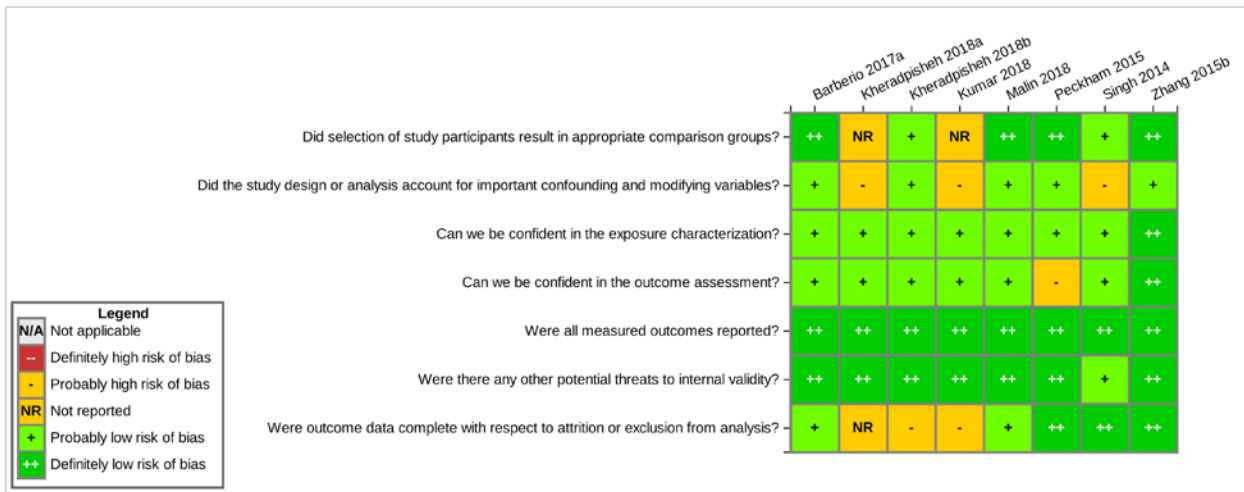 Barberio 2017a
Kheradpisheh 2018a
Kheradpisheh 2018b
Kumar 2018
Malin 2018
Peckham 2015
Singh 2014
Zhang 2015b
Did selection of study participants result in appropriate comparison groups? ++ NR + NR ++ ++ + ++
Did the study design or analysis account for important confounding and modifying variables? + - + - + + - +
Can we be confident in the exposure characterization? + + + + + + + ++
Can we be confident in the outcome assessment? + + + + + - + ++
Were all measured outcomes reported? ++ ++ ++ ++ ++ ++ ++ ++
Were there any other potential threats to internal validity? ++ ++ ++ ++ ++ ++ + ++
Were outcome data complete with respect to attrition or exclusion from analysis? + NR - - + ++ ++ ++
Legend
N/A Not applicable
-- Definitely high risk of bias
- Probably high risk of bias
NR Not reported
+ Probably low risk of bias
++ Definitely low risk of bias